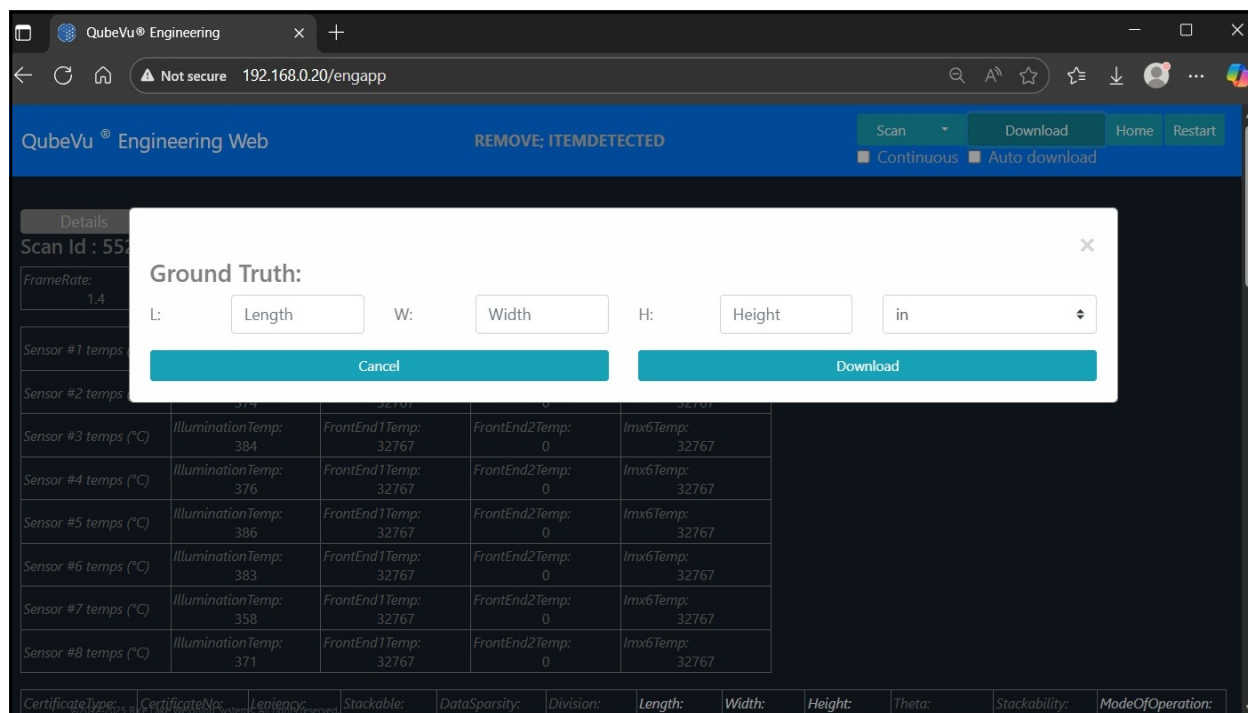 QubeVu® Engineering
Not secure 192.168.0.20/engapp
QubeVu ® Engineering Web
REMOVE; ITEMDETECTED
Scan Download Home Restart
Continuous Auto download
Details
Scan Id : 552
FrameRate:
1.4
Ground Truth:
L: Length W: Width H: Height in
Cancel Download
Sensor #1 temps
Sensor #2 temps
374 32767 0 32767
Sensor #3 temps (°C) IlluminationTemp: FrontEnd1Temp: FrontEnd2Temp: Imx6Temp:
384 32767 0 32767
Sensor #4 temps (°C) IlluminationTemp: FrontEnd1Temp: FrontEnd2Temp: Imx6Temp:
376 32767 0 32767
Sensor #5 temps (°C) IlluminationTemp: FrontEnd1Temp: FrontEnd2Temp: Imx6Temp:
386 32767 0 32767
Sensor #6 temps (°C) IlluminationTemp: FrontEnd1Temp: FrontEnd2Temp: Imx6Temp:
383 32767 0 32767
Sensor #7 temps (°C) IlluminationTemp: FrontEnd1Temp: FrontEnd2Temp: Imx6Temp:
358 32767 0 32767
Sensor #8 temps (°C) IlluminationTemp: FrontEnd1Temp: FrontEnd2Temp: Imx6Temp:
371 32767 0 32767
CertificateType: CertificateNo: Leniency: Stackable: DataSparsity: Division: Length: Width: Height: Theta: Stackability: ModeOfOperation: